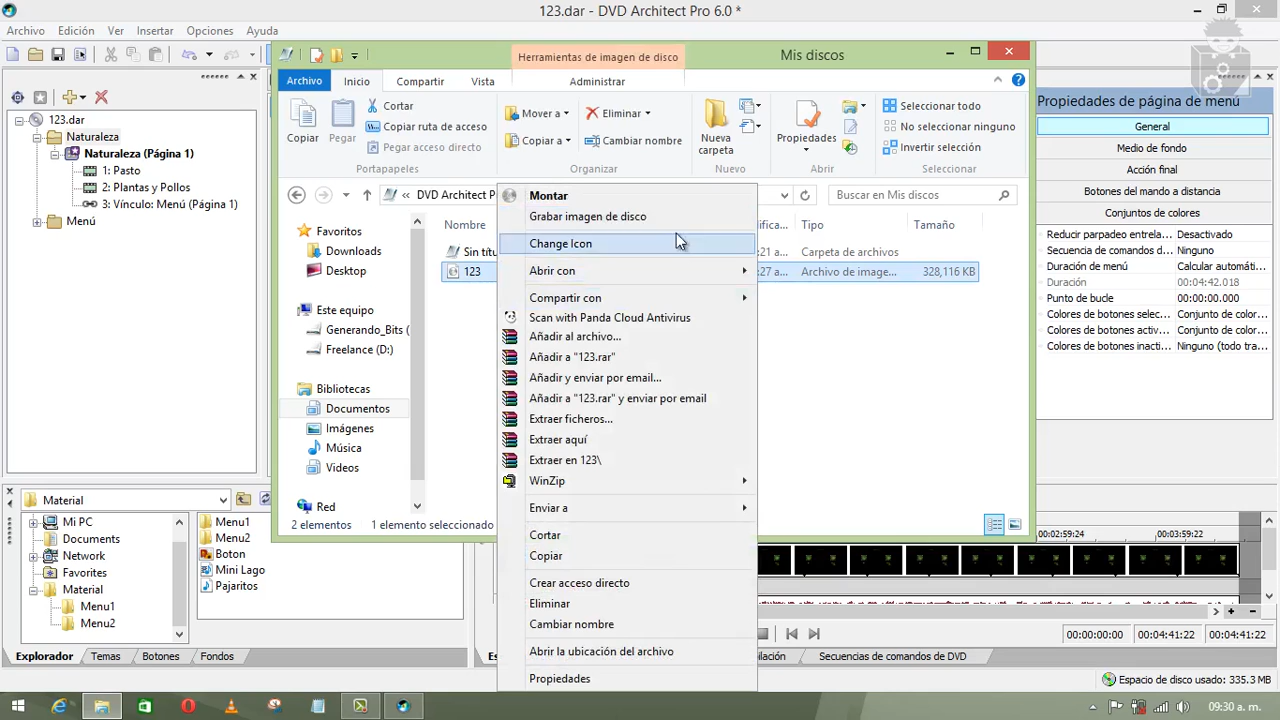 123.dar - DVD Architect Pro 6.0 *
Archivo Edición Ver Insertar Opciones Ayuda
Herramientas de imagen de disco
Mis discos
Archivo Inicio Compartir Vista Administrar
Copiar
Pegar
Cortar
Copiar ruta de acceso
Pegar acceso directo
Portapapeles
Mover a
Copiar a
Eliminar
Cambiar nombre
Organizar
Nueva carpeta
Nuevo
Propiedades
Abrir
Seleccionar todo
No seleccionar ninguno
Invertir selección
Seleccionar
DVD Architect P
Buscar en Mis discos
Nombre
Tipo
Tamaño
Sin tít
:21 a.m.
Carpeta de archivos
123
:27 a.m.
Archivo de image...
328,116 KB
Favoritos
Downloads
Desktop
Este equipo
Generando_Bits (
Freelance (D:)
Bibliotecas
Documentos
Imágenes
Música
Videos
Red
2 elementos 1 elemento seleccionado
Montar
Grabar imagen de disco
Change Icon
Abrir con
Compartir con
Scan with Panda Cloud Antivirus
Añadir al archivo...
Añadir a "123.rar"
Añadir y enviar por email...
Añadir a "123.rar" y enviar por email
Extraer ficheros...
Extraer aquí
Extraer en 123\
WinZip
Enviar a
Cortar
Copiar
Crear acceso directo
Eliminar
Cambiar nombre
Abrir la ubicación del archivo
Propiedades
123.dar
Naturaleza
Naturaleza (Página 1)
1: Pasto
2: Plantas y Pollos
3: Vínculo: Menú (Página 1)
Menú
Propiedades de página de menú
General
Medio de fondo
Acción final
Botones del mando a distancia
Conjuntos de colores
Reducir parpadeo entrela... Desactivado
Secuencia de comandos d... Ninguno
Duración de menú Calcular automáti...
Duración 00:04:42.018
Punto de bucle 00:00:00.000
Colores de botones selec... Conjunto de color...
Colores de botones activ... Conjunto de color...
Colores de botones inacti... Ninguno (todo tra...
Material
Mi PC
Documents
Network
Favorites
Material
Menu1
Menu2
Menu1
Menu2
Boton
Mini Lago
Pajaritos
Explorador Temas Botones Fondos
00:02:59:24 00:03:59:22
00:00:00:00 00:04:41:22 00:04:41:22
Secuencias de comandos de DVD
Espacio de disco usado: 335.3 MB
09:30 a. m.